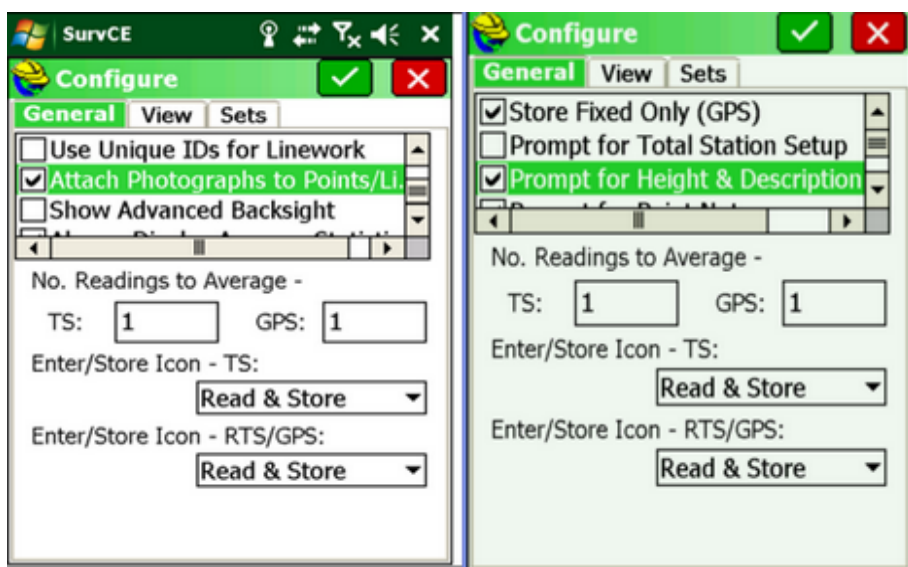 SurvCE
Configure
General View Sets
Use Unique IDs for Linework
Attach Photographs to Points/Li.
Show Advanced Backsight
No. Readings to Average -
TS: 1 GPS: 1
Enter/Store Icon - TS:
Read & Store
Enter/Store Icon - RTS/GPS:
Read & Store
Configure
General View Sets
Store Fixed Only (GPS)
Prompt for Total Station Setup
Prompt for Height & Description
No. Readings to Average -
TS: 1 GPS: 1
Enter/Store Icon - TS:
Read & Store
Enter/Store Icon - RTS/GPS:
Read & Store